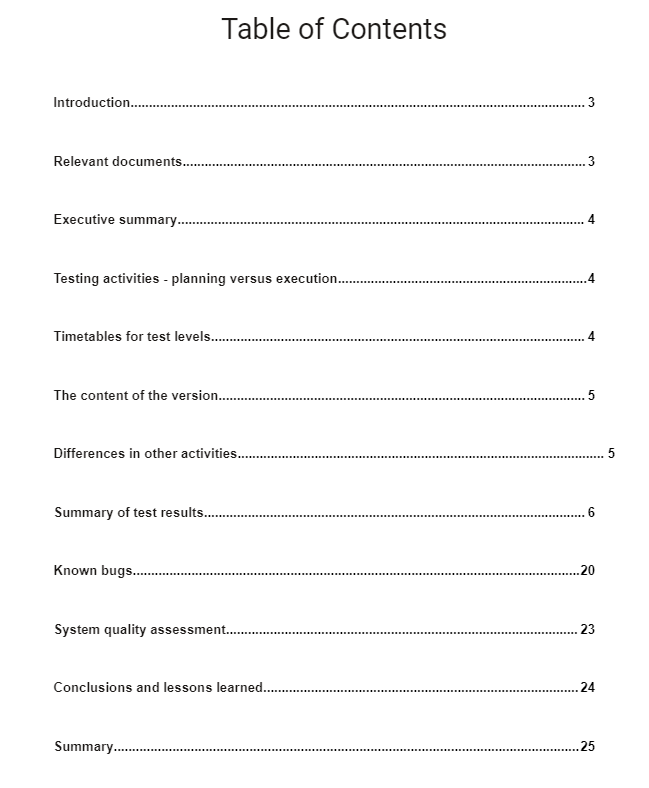 Table of Contents
Introduction........................................................................................................................ 3
Relevant documents........................................................................................................... 3
Executive summary............................................................................................................. 4
Testing activities - planning versus execution...................................................................4
Timetables for test levels.................................................................................................... 4
The content of the version.................................................................................................. 5
Differences in other activities.................................................................................................. 5
Summary of test results...................................................................................................... 6
Known bugs.......................................................................................................................20
System quality assessment.............................................................................................. 23
Conclusions and lessons learned.....................................................................................24
Summary............................................................................................................................25